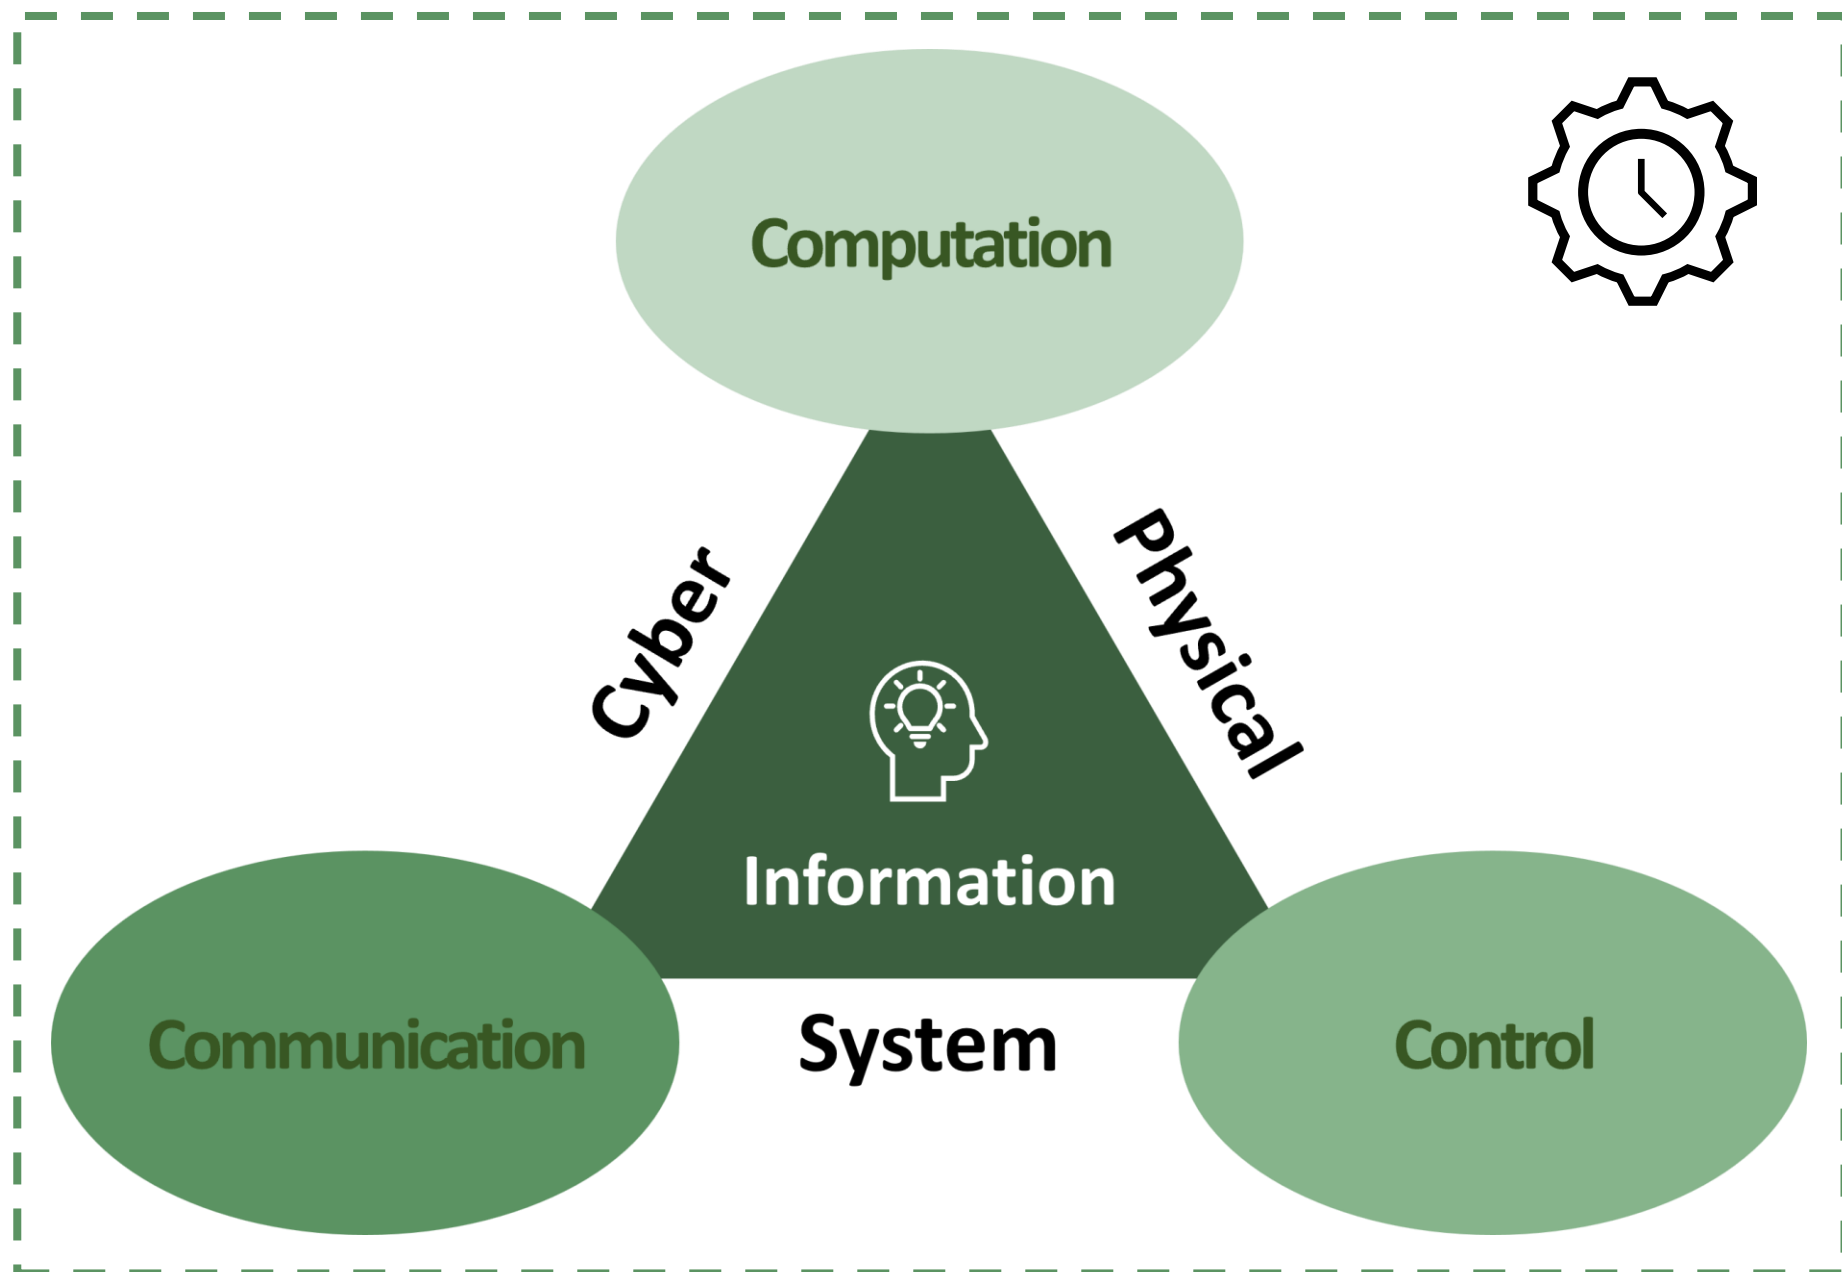 Computation
Cyber
Physical
Information
Communication
System
Control